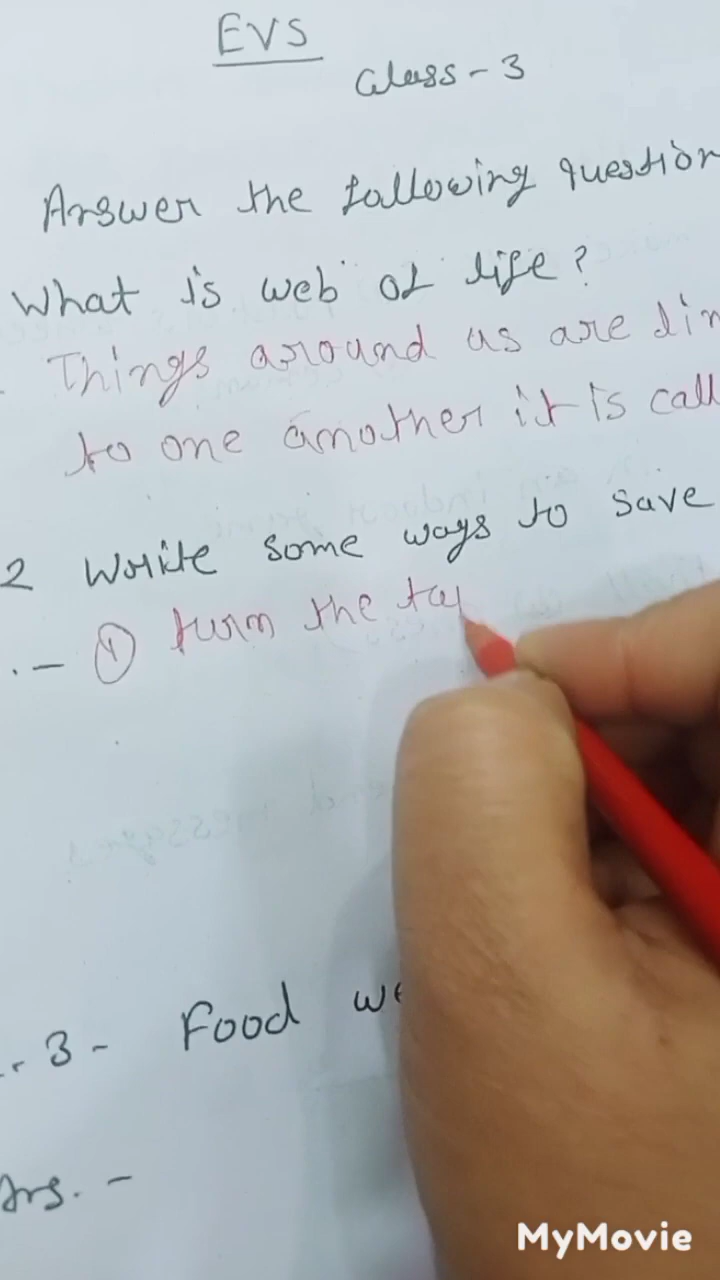 EVS
Class - 3
Answer the following question
What is web of life?
Things around us are lin
to one another it is call
2 Write some ways to save
. - ① turn the tap
. 3 - Food we
Ans. -
MyMovie